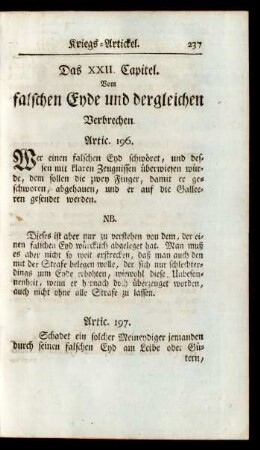 Kriegs-Artickel. 237
Das XXII. Capitel.
Vom
falschen Eyde und dergleichen
Verbrechen
Artic. 196.
Wer einen falschen Eyd schwöret, und des-
sen mit klaren Zeugnissen überwiesen wür-
de, dem sollen die zwey Finger, damit er ge-
schworen, abgehauen, und er auf die Gallee-
ren gesendet werden.
NB.
Dieses ist aber nur zu verstehen von dem, der ei-
nen falschen Eyd würcklich abgeleget hat. Man muß
es aber nicht so weit erstrecken, daß man auch den
mit der Strafe belegen wolle, der sich nur schlechter-
dings zum Eyde erbohten, wiewohl diese Unbeson-
nenheit, wenn er hernach doch überzeuget worden,
auch nicht ohne alle Strafe zu lassen.
Artic. 197.
Schadet ein solcher Meineydiger jemanden
durch seinen falschen Eyd am Leibe oder Gü-
tern,